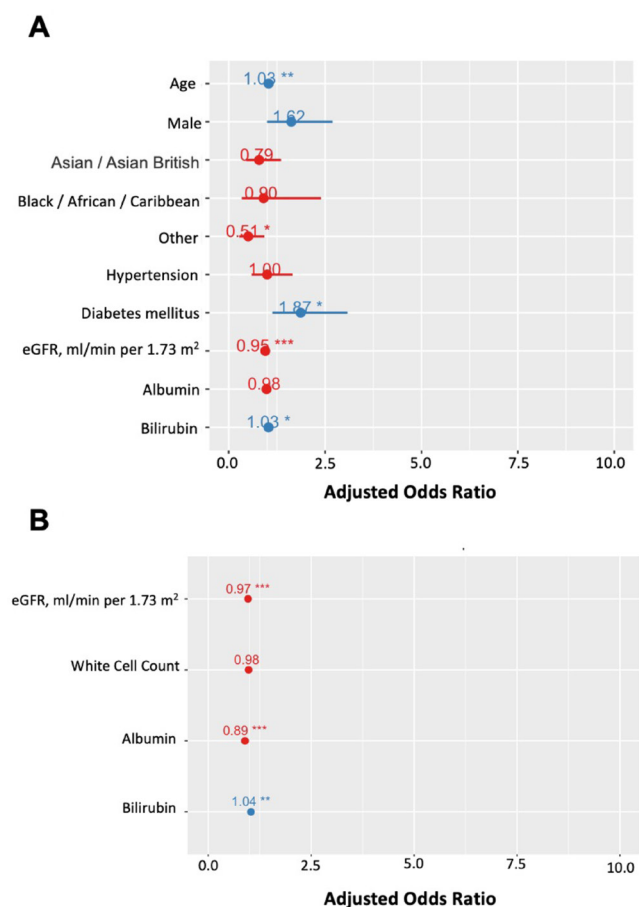 A
Age 1.03 **
Male 1.62
Asian / Asian British 0.79
Black / African / Caribbean 0.90
Other 0.51 *
Hypertension 1.00
Diabetes mellitus 1.87 *
eGFR, ml/min per 1.73 m² 0.95 ***
Albumin 0.98
Bilirubin 1.03 *
0.0 2.5 5.0 7.5 10.0
Adjusted Odds Ratio
B
eGFR, ml/min per 1.73 m² 0.97 ***
White Cell Count 0.98
Albumin 0.89 ***
Bilirubin 1.04 **
0.0 2.5 5.0 7.5 10.0
Adjusted Odds Ratio